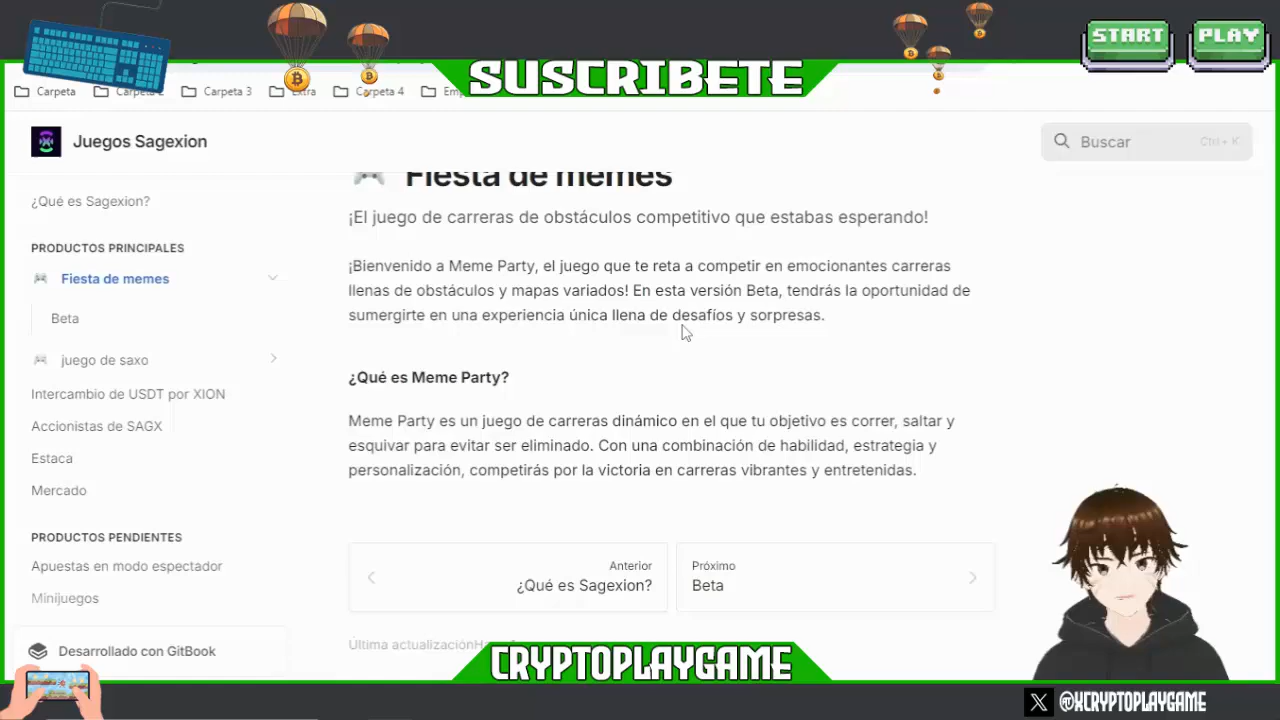 START PLAY
SUSCRIBETE
Carpeta Carpeta Carpeta 3 Extra Carpeta 4
Juegos Sagexion
Buscar Ctrl + K
¿Qué es Sagexion?
PRODUCTOS PRINCIPALES
Fiesta de memes
Beta
juego de saxo
Intercambio de USDT por XION
Accionistas de SAGX
Estaca
Mercado
PRODUCTOS PENDIENTES
Apuestas en modo espectador
Minijuegos
Desarrollado con GitBook
Fiesta de memes
¡El juego de carreras de obstáculos competitivo que estabas esperando!
¡Bienvenido a Meme Party, el juego que te reta a competir en emocionantes carreras
llenas de obstáculos y mapas variados! En esta versión Beta, tendrás la oportunidad de
sumergirte en una experiencia única llena de desafíos y sorpresas.
¿Qué es Meme Party?
Meme Party es un juego de carreras dinámico en el que tu objetivo es correr, saltar y
esquivar para evitar ser eliminado. Con una combinación de habilidad, estrategia y
personalización, competirás por la victoria en carreras vibrantes y entretenidas.
Anterior
¿Qué es Sagexion?
Próximo
Beta
Última actualización
CRYPTOPLAYGAME
X @XCRYPTOPLAYGAME